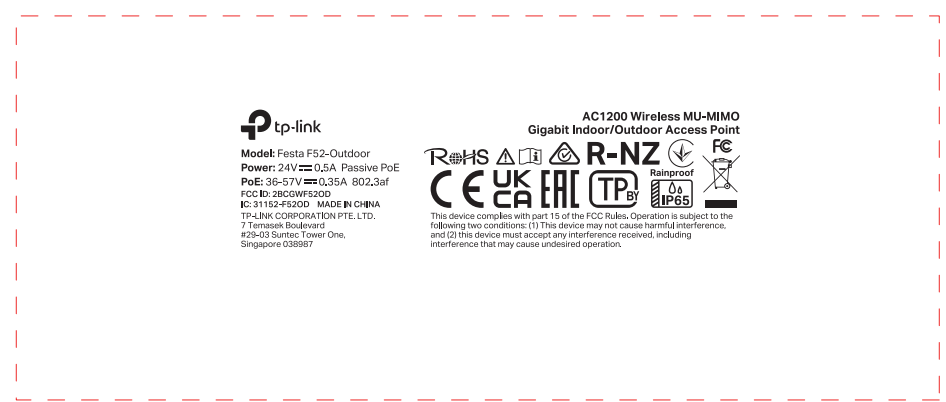 tp-link
Model: Festa F52-Outdoor
Power: 24V⎓0.5A Passive PoE
PoE: 36-57V⎓0.35A 802.3af
FCC ID: 2BCGWF52OD
IC: 31152-F52OD MADE IN CHINA
TP-LINK CORPORATION PTE. LTD.
7 Temasek Boulevard
#29-03 Suntec Tower One,
Singapore 038987
AC1200 Wireless MU-MIMO
Gigabit Indoor/Outdoor Access Point
RoHS R-NZ FC
CE UK CA EAC TP BY
Rainproof
IP65
This device complies with part 15 of the FCC Rules. Operation is subject to the
following two conditions: (1) This device may not cause harmful interference,
and (2) this device must accept any interference received, including
interference that may cause undesired operation.